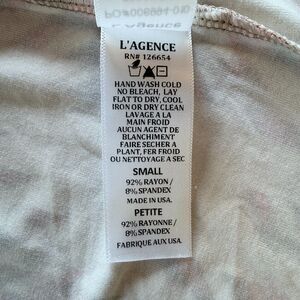 L'AGENCE
RN# 126654
HAND WASH COLD
NO BLEACH, LAY
FLAT TO DRY, COOL
IRON OR DRY CLEAN
LAVAGE A LA
MAIN FROID
AUCUN AGENT DE
BLANCHIMENT
FAIRE SECHER A
PLANT, FER FROID
OU NETTOYAGE A SEC
SMALL
92% RAYON /
8% SPANDEX
MADE IN USA.
PETITE
92% RAYONNE /
8% SPANDEX
FABRIQUE AUX USA.